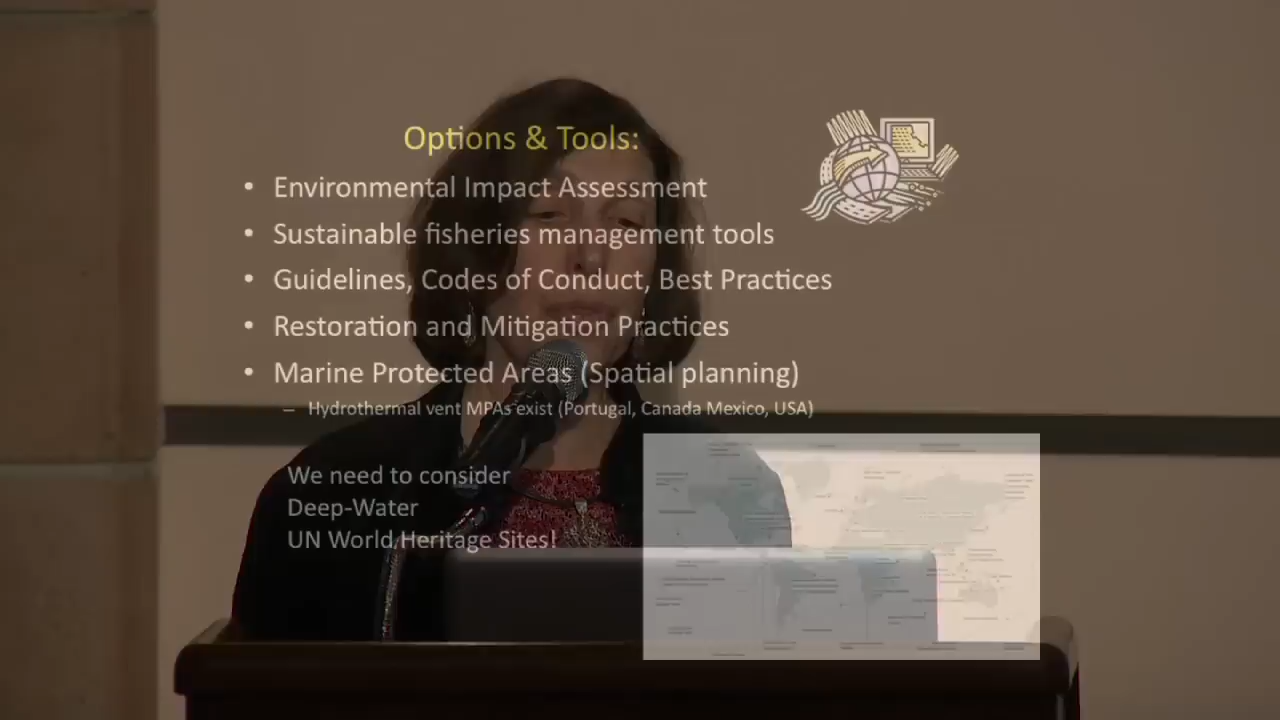 Options & Tools:
• Environmental Impact Assessment
• Sustainable fisheries management tools
• Guidelines, Codes of Conduct, Best Practices
• Restoration and Mitigation Practices
• Marine Protected Areas (Spatial planning)
– Hydrothermal vent MPAs exist (Portugal, Canada Mexico, USA)
We need to consider
Deep-Water
UN World Heritage Sites!